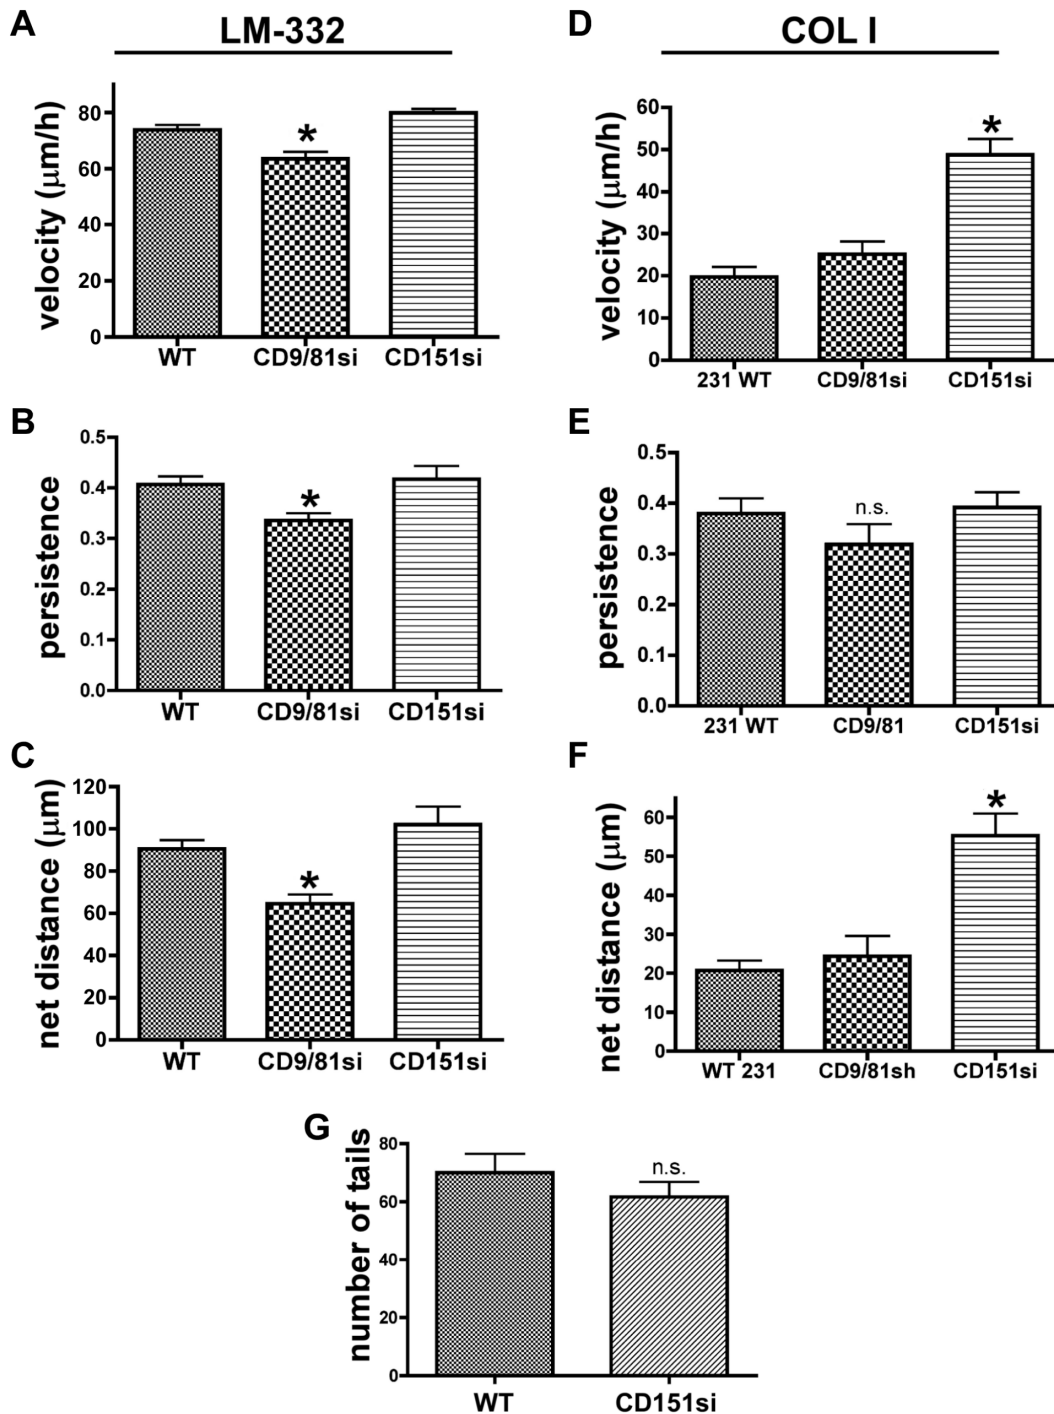 A
LM-332
velocity (μm/h)
80
60
40
20
0
*
WT
CD9/81si
CD151si
B
persistence
0.5
0.4
0.3
0.2
0.1
0.0
*
WT
CD9/81si
CD151si
C
net distance (μm)
120
100
80
60
40
20
0
*
WT
CD9/81si
CD151si
D
COL I
velocity (μm/h)
60
50
40
30
20
10
0
*
231 WT
CD9/81si
CD151si
E
persistence
0.5
0.4
0.3
0.2
0.1
0.0
n.s.
231 WT
CD9/81
CD151si
F
net distance (μm)
60
50
40
30
20
10
0
*
WT 231
CD9/81sh
CD151si
G
number of tails
80
60
40
20
0
n.s.
WT
CD151si